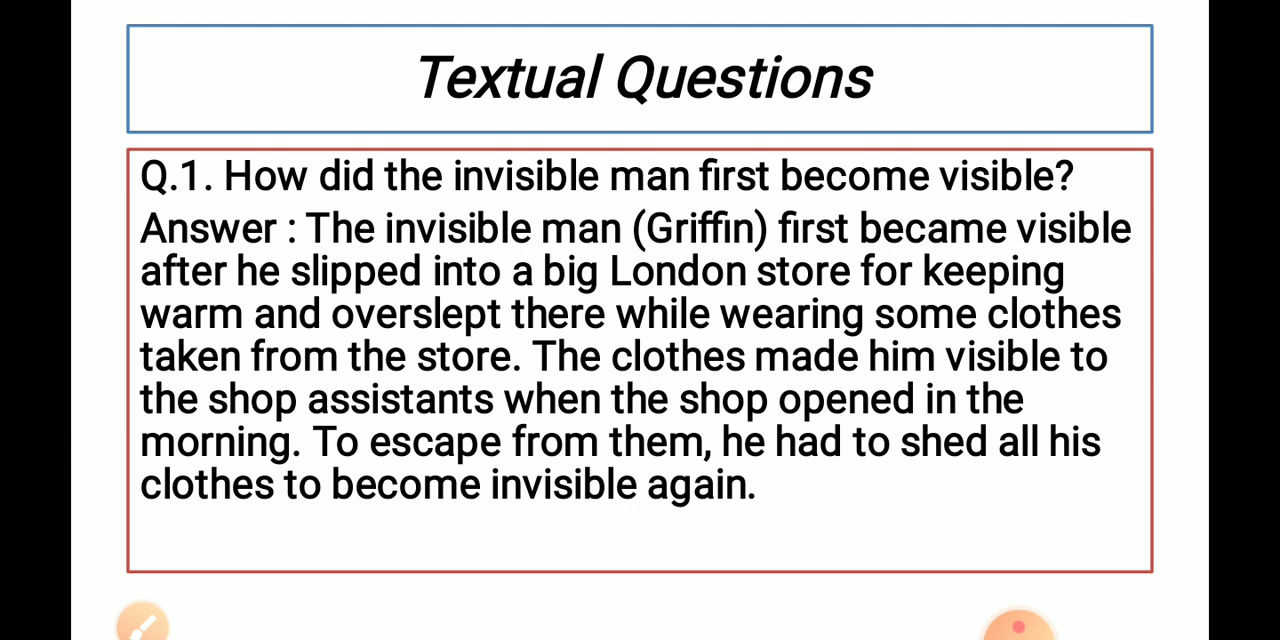 Textual Questions
Q.1. How did the invisible man first become visible?
Answer : The invisible man (Griffin) first became visible
after he slipped into a big London store for keeping
warm and overslept there while wearing some clothes
taken from the store. The clothes made him visible to
the shop assistants when the shop opened in the
morning. To escape from them, he had to shed all his
clothes to become invisible again.